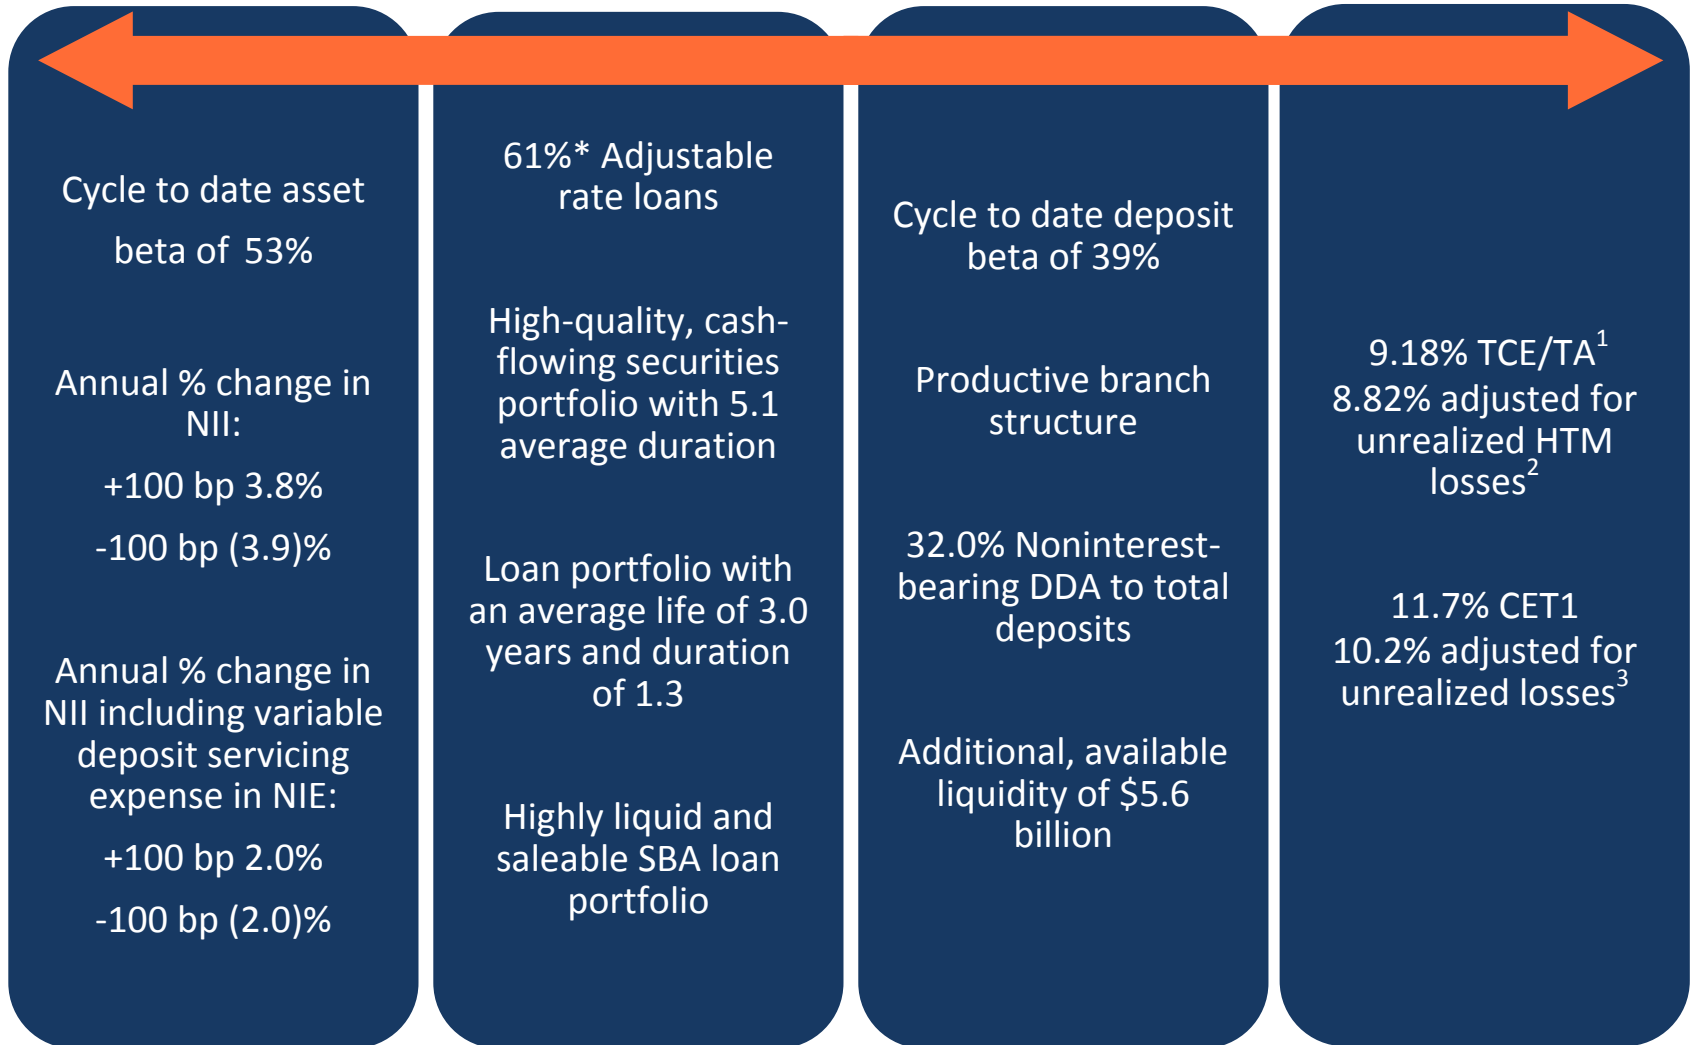 Cycle to date asset
beta of 53%
Annual % change in
NII:
+100 bp 3.8%
-100 bp (3.9)%
Annual % change in
NII including variable
deposit servicing
expense in NIE:
+100 bp 2.0%
-100 bp (2.0)%
61%* Adjustable
rate loans
High-quality, cash-
flowing securities
portfolio with 5.1
average duration
Loan portfolio with
an average life of 3.0
years and duration
of 1.3
Highly liquid and
saleable SBA loan
portfolio
Cycle to date deposit
beta of 39%
Productive branch
structure
32.0% Noninterest-
bearing DDA to total
deposits
Additional, available
liquidity of $5.6
billion
9.18% TCE/TA¹
8.82% adjusted for
unrealized HTM
losses²
11.7% CET1
10.2% adjusted for
unrealized losses³